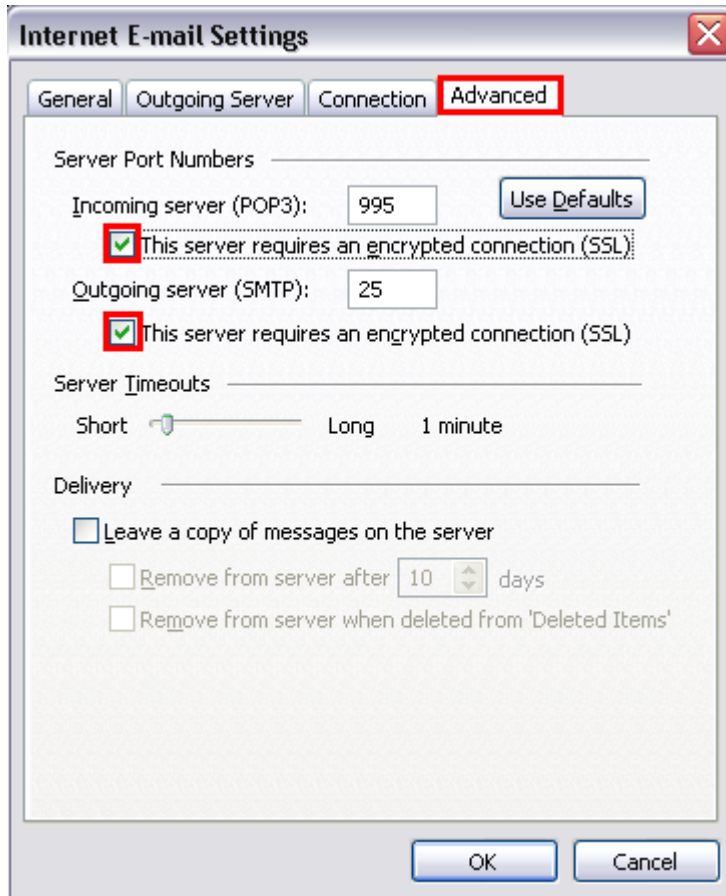 Internet E-mail Settings
General Outgoing Server Connection Advanced
Server Port Numbers
Incoming server (POP3): 995 Use Defaults
This server requires an encrypted connection (SSL)
Outgoing server (SMTP): 25
This server requires an encrypted connection (SSL)
Server Timeouts
Short Long 1 minute
Delivery
Leave a copy of messages on the server
Remove from server after 10 days
Remove from server when deleted from 'Deleted Items'
OK Cancel